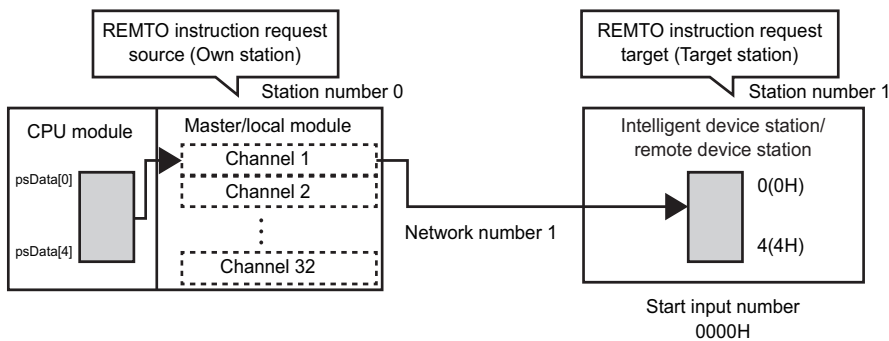 REMTO instruction request
source (Own station)
REMTO instruction request
target (Target station)
Station number 0
Station number 1
CPU module
Master/local module
Intelligent device station/
remote device station
psData[0]
psData[4]
Channel 1
Channel 2
Channel 32
Network number 1
0(0H)
4(4H)
Start input number
0000H